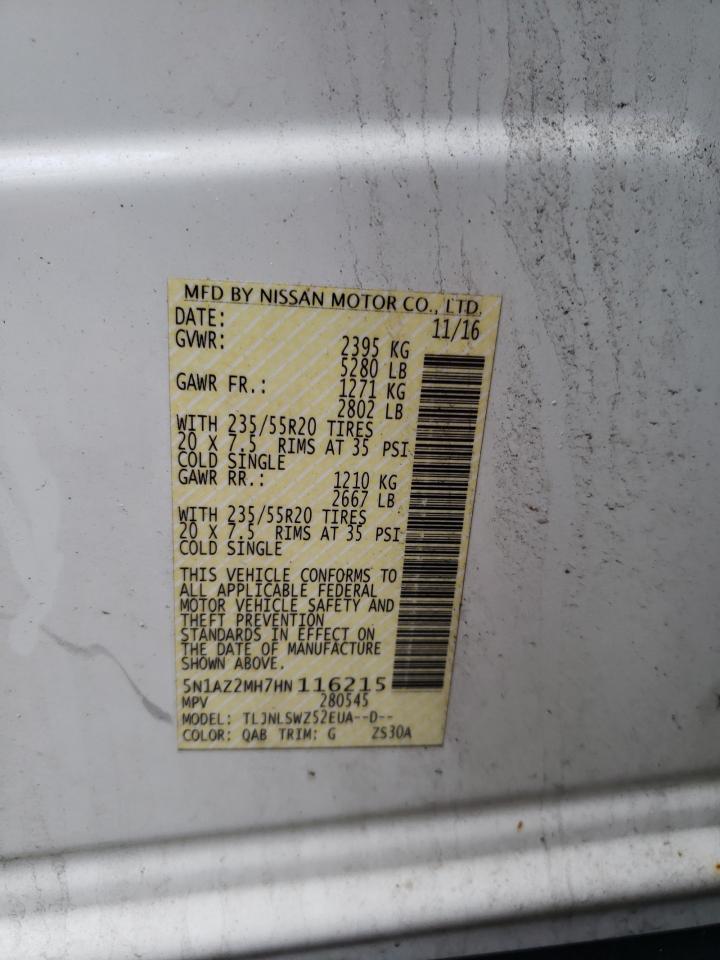 MFD BY NISSAN MOTOR CO., LTD.
DATE: 11/16
GVWR: 2395 KG
5280 LB
GAWR FR.: 1271 KG
2802 LB
WITH 235/55R20 TIRES
20 X 7.5 RIMS AT 35 PSI
COLD SINGLE
GAWR RR.: 1210 KG
2667 LB
WITH 235/55R20 TIRES
20 X 7.5 RIMS AT 35 PSI
COLD SINGLE
THIS VEHICLE CONFORMS TO
ALL APPLICABLE FEDERAL
MOTOR VEHICLE SAFETY AND
THEFT PREVENTION
STANDARDS IN EFFECT ON
THE DATE OF MANUFACTURE
SHOWN ABOVE.
5N1AZ2MH7HN 116215
MPV 280545
MODEL: TLJNLSWZ52EUA--D--
COLOR: QAB TRIM: G ZS30A